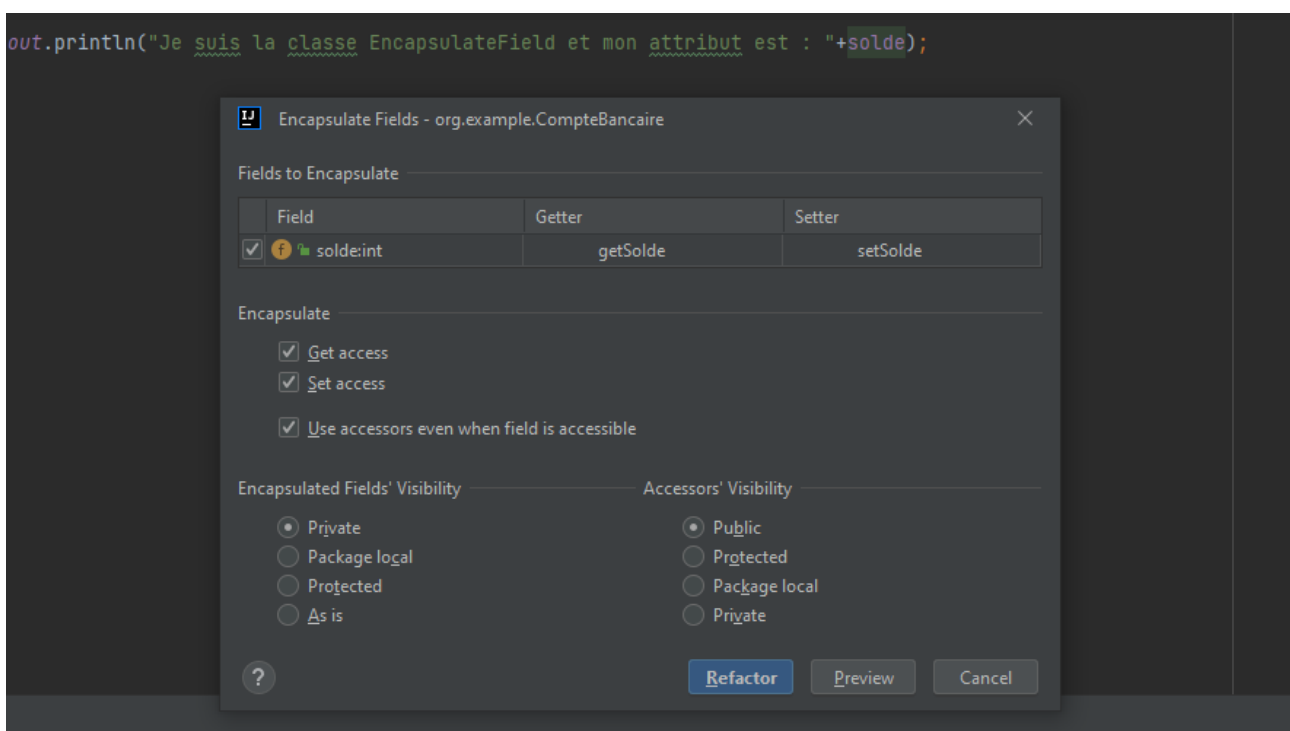 out.println("Je suis la classe EncapsulateField et mon attribut est : "+solde);
IJ
Encapsulate Fields - org.example.CompteBancaire
Fields to Encapsulate
Field Getter Setter
f solde:int getSolde setSolde
Encapsulate
Get access
Set access
Use accessors even when field is accessible
Encapsulated Fields' Visibility Accessors' Visibility
Private Public
Package local Protected
Protected Package local
As is Private
? Refactor Preview Cancel